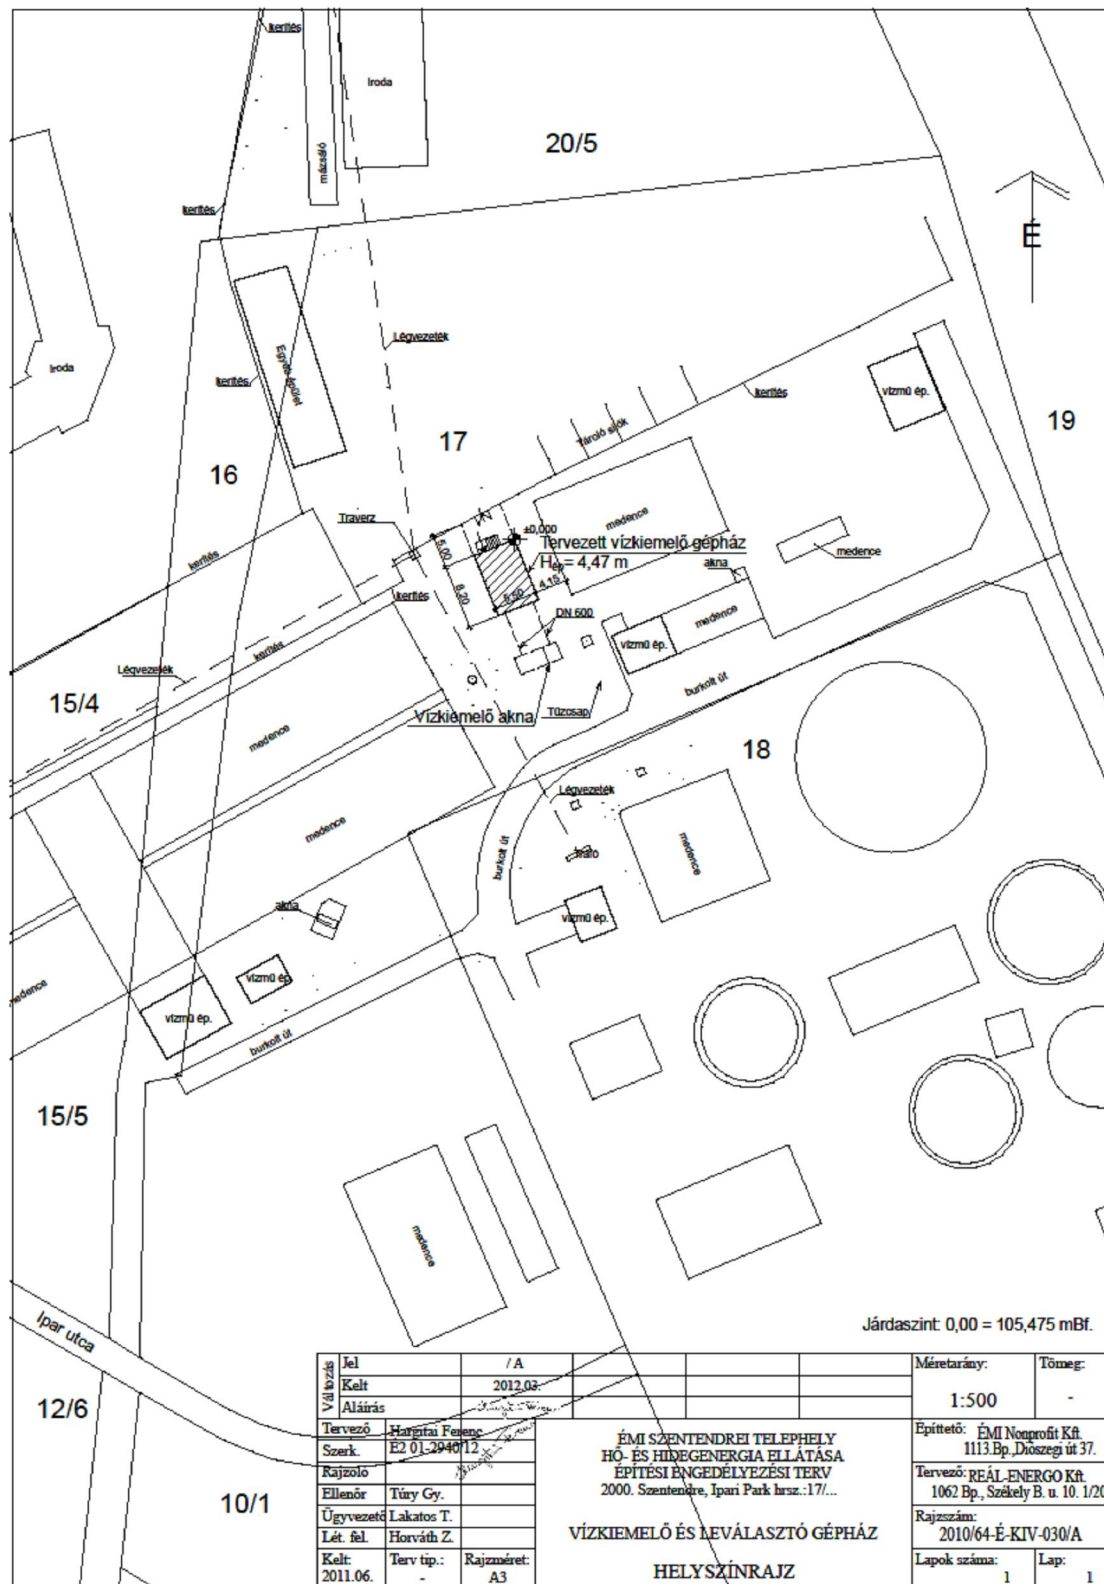 kerítés
Iroda
mázsáló
20/5
kerítés
É
Légvezeték
Iroda
Egyéb épület
kerítés
kerítés
vízmű ép.
19
17
Tároló silók
16
Traverz
medence
±0,000
Tervezett vízkiemelő gépház
Hép= 4,47 m
medence
kerítés
5,00
akna
kerítés
8,20
5,50
4,15
DN 600
medence
vízmű ép.
kerítés
Légvezeték
burkolt út
15/4
Vízkiemelő akna
Tűzcsap
medence
18
Légvezeték
medence
burkolt út
trafó
medence
akna
vízmű ép.
vízmű ép.
medence
vízmű ép.
burkolt út
15/5
medence
Ipar utca
Járdaszint: 0,00 = 105,475 mBf.
12/6
10/1
Változás
Jel / A
Kelt 2012.03.
Aláírás
Méretarány:
1:500
Tömeg:
-
Tervező Hargitai Ferenc
Szerk. É2 01-2940/12
Rajzoló
Ellenőr Túry Gy.
Ügyvezető Lakatos T.
Lét. fel. Horváth Z.
Kelt:
2011.06.
Terv tip.:
-
Rajzméret:
A3
ÉMI SZENTENDREI TELEPHELY
HŐ- ÉS HIDEGENERGIA ELLÁTÁSA
ÉPÍTÉSI ENGEDÉLYEZÉSI TERV
2000. Szentendre, Ipari Park hrsz.:17/...
VÍZKIEMELŐ ÉS LEVÁLASZTÓ GÉPHÁZ
HELYSZÍNRAJZ
Építtető: ÉMI Nonprofit Kft.
1113.Bp.,Diószegi út 37.
Tervező: REÁL-ENERGO Kft.
1062 Bp., Székely B. u. 10. 1/20
Rajzszám:
2010/64-É-KIV-030/A
Lapok száma:
1
Lap:
1